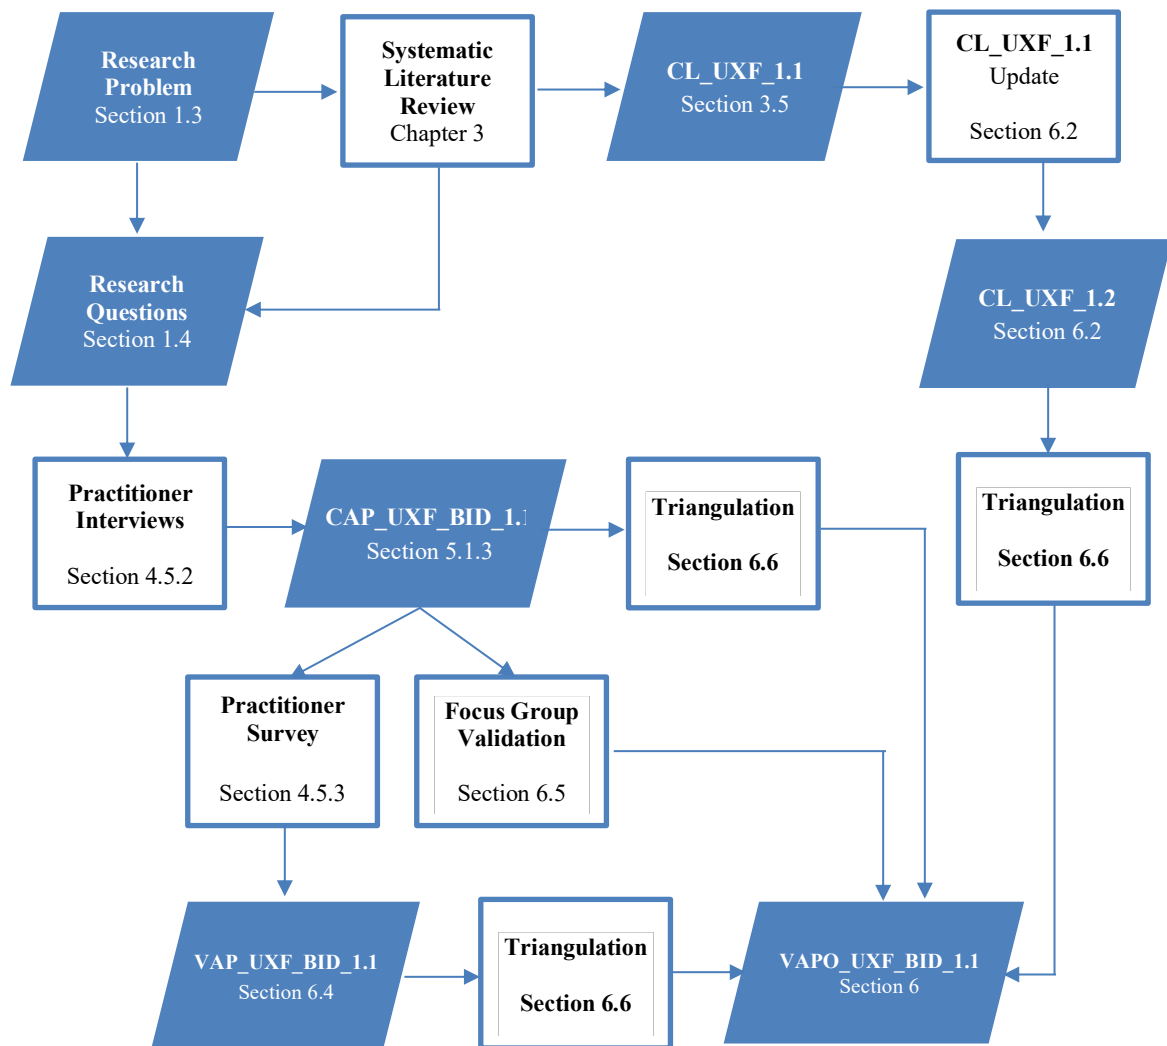 Research
Problem
Section 1.3
Systematic
Literature
Review
Chapter 3
CL_UXF_1.1
Section 3.5
CL_UXF_1.1
Update
Section 6.2
Research
Questions
Section 1.4
CL_UXF_1.2
Section 6.2
Practitioner
Interviews
Section 4.5.2
CAP_UXF_BID_1.1
Section 5.1.3
Triangulation
Section 6.6
Triangulation
Section 6.6
Practitioner
Survey
Section 4.5.3
Focus Group
Validation
Section 6.5
VAP_UXF_BID_1.1
Section 6.4
Triangulation
Section 6.6
VAPO_UXF_BID_1.1
Section 6